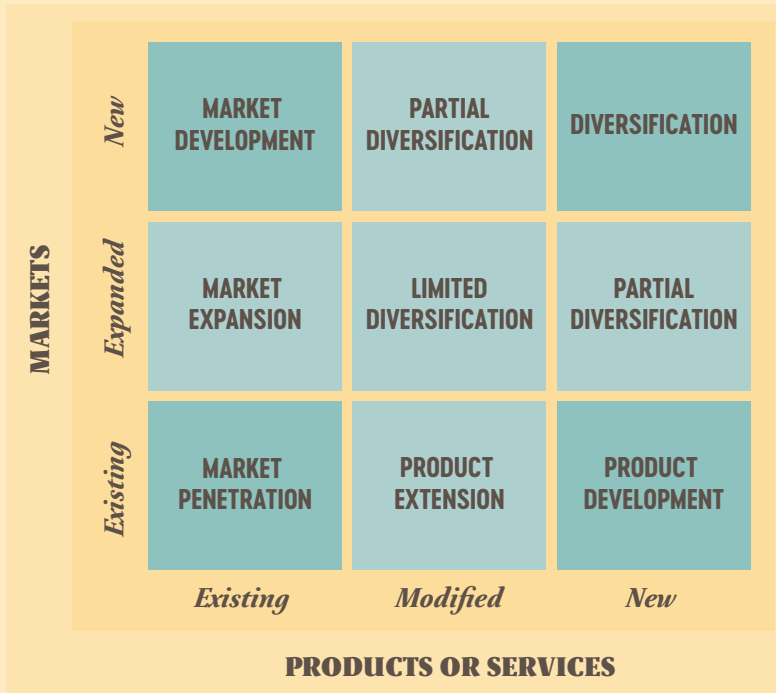 New
MARKET
DEVELOPMENT
PARTIAL
DIVERSIFICATION
DIVERSIFICATION
MARKETS
Expanded
MARKET
EXPANSION
LIMITED
DIVERSIFICATION
PARTIAL
DIVERSIFICATION
Existing
MARKET
PENETRATION
PRODUCT
EXTENSION
PRODUCT
DEVELOPMENT
Existing
Modified
New
PRODUCTS OR SERVICES